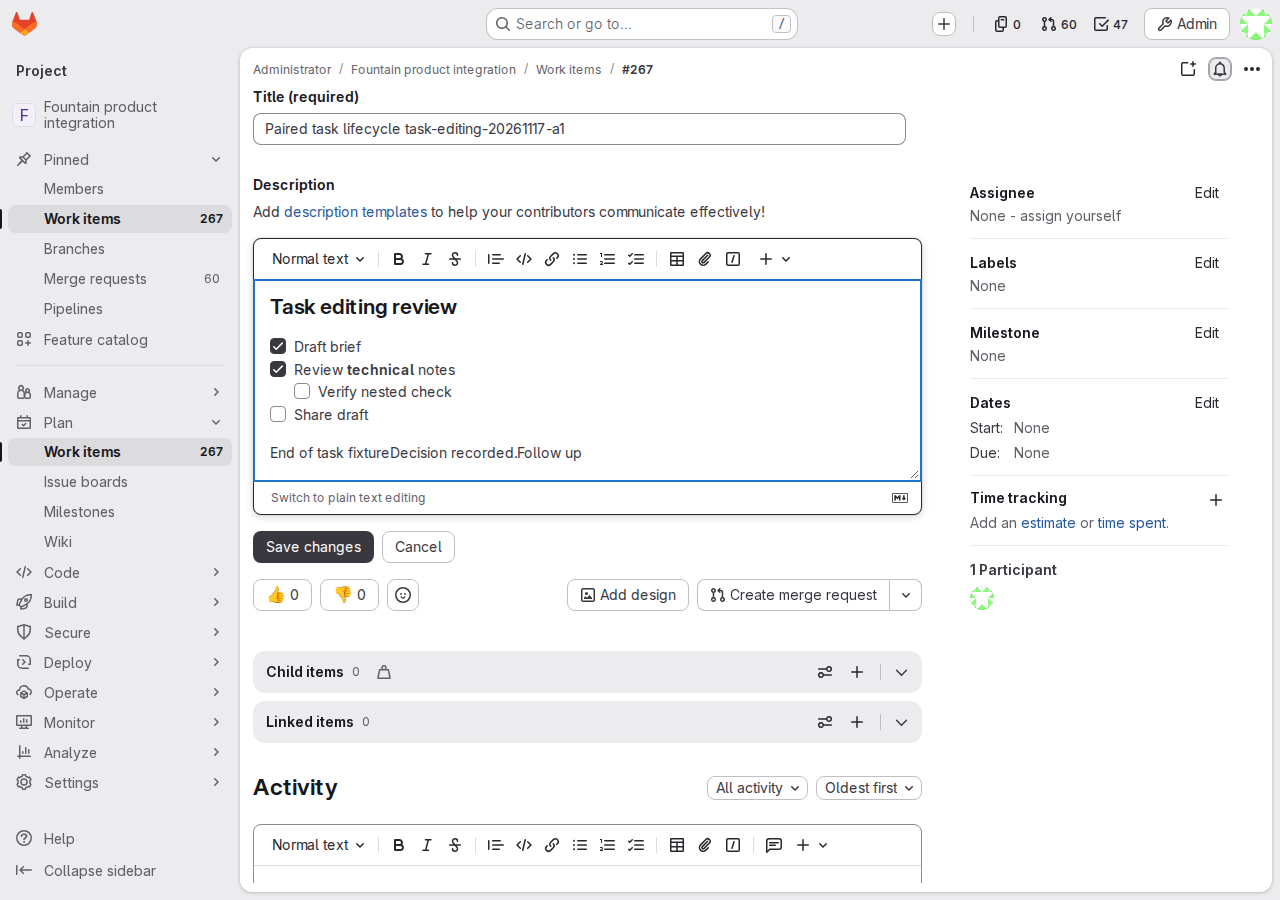 Search or go to...
/
0
60
47
Admin
Project
F
Fountain product integration
Pinned
Members
Work items 267
Branches
Merge requests 60
Pipelines
Feature catalog
Manage
Plan
Work items 267
Issue boards
Milestones
Wiki
Code
Build
Secure
Deploy
Operate
Monitor
Analyze
Settings
Help
Collapse sidebar
Administrator / Fountain product integration / Work items / #267
Title (required)
Paired task lifecycle task-editing-20261117-a1
Description
Add description templates to help your contributors communicate effectively!
Normal text
Task editing review
Draft brief
Review technical notes
Verify nested check
Share draft
End of task fixtureDecision recorded.Follow up
Switch to plain text editing
Save changes
Cancel
👍 0
👎 0
Add design
Create merge request
Child items 0
Linked items 0
Activity
All activity
Oldest first
Normal text
Assignee
Edit
None - assign yourself
Labels
Edit
None
Milestone
Edit
None
Dates
Edit
Start: None
Due: None
Time tracking
Add an estimate or time spent.
1 Participant